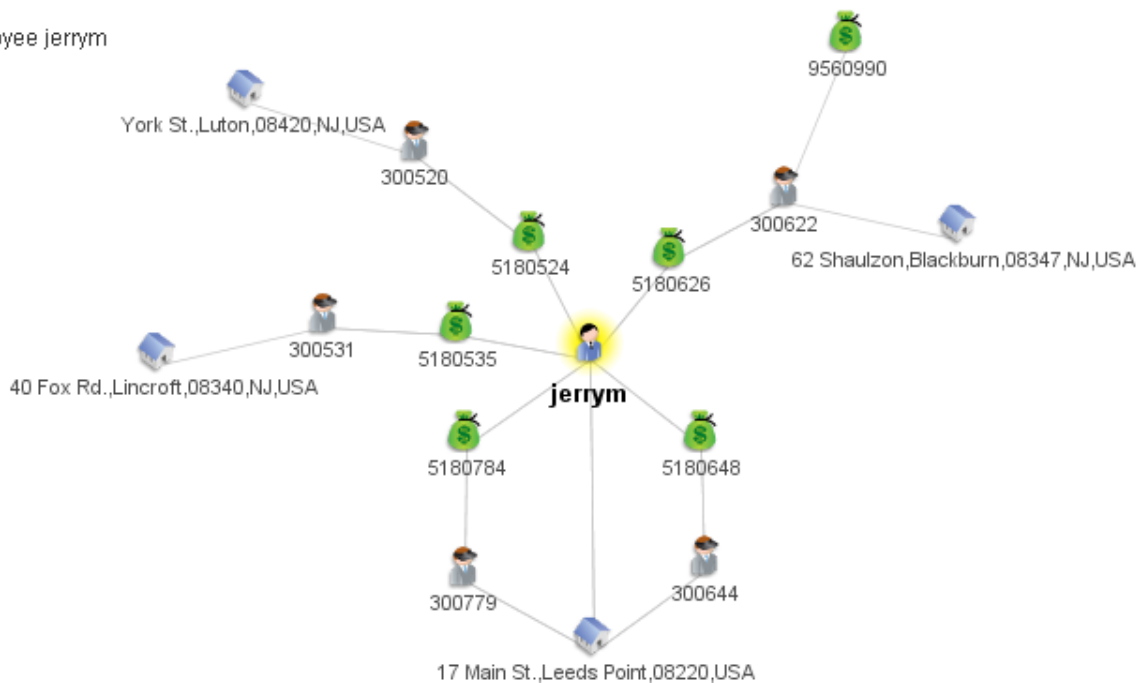 yee jerrym
9560990
York St.,Luton,08420,NJ,USA
300520
300622
5180524
5180626
62 Shaulzon,Blackburn,08347,NJ,USA
300531
5180535
40 Fox Rd.,Lincroft,08340,NJ,USA
jerrym
5180784
5180648
300779
300644
17 Main St.,Leeds Point,08220,USA